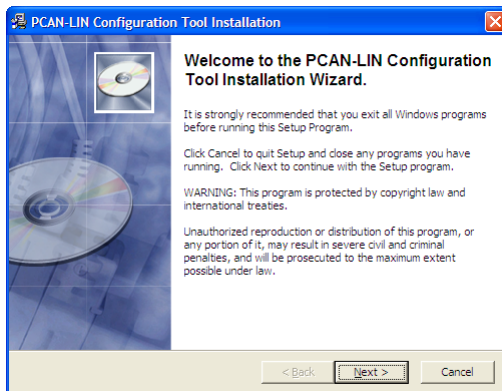 PCAN-LIN Configuration Tool Installation
Welcome to the PCAN-LIN Configuration
Tool Installation Wizard.
It is strongly recommended that you exit all Windows programs
before running this Setup Program.
Click Cancel to quit Setup and close any programs you have
running. Click Next to continue with the Setup program.
WARNING: This program is protected by copyright law and
international treaties.
Unauthorized reproduction or distribution of this program, or
any portion of it, may result in severe civil and criminal
penalties, and will be prosecuted to the maximum extent
possible under law.
< Back Next > Cancel